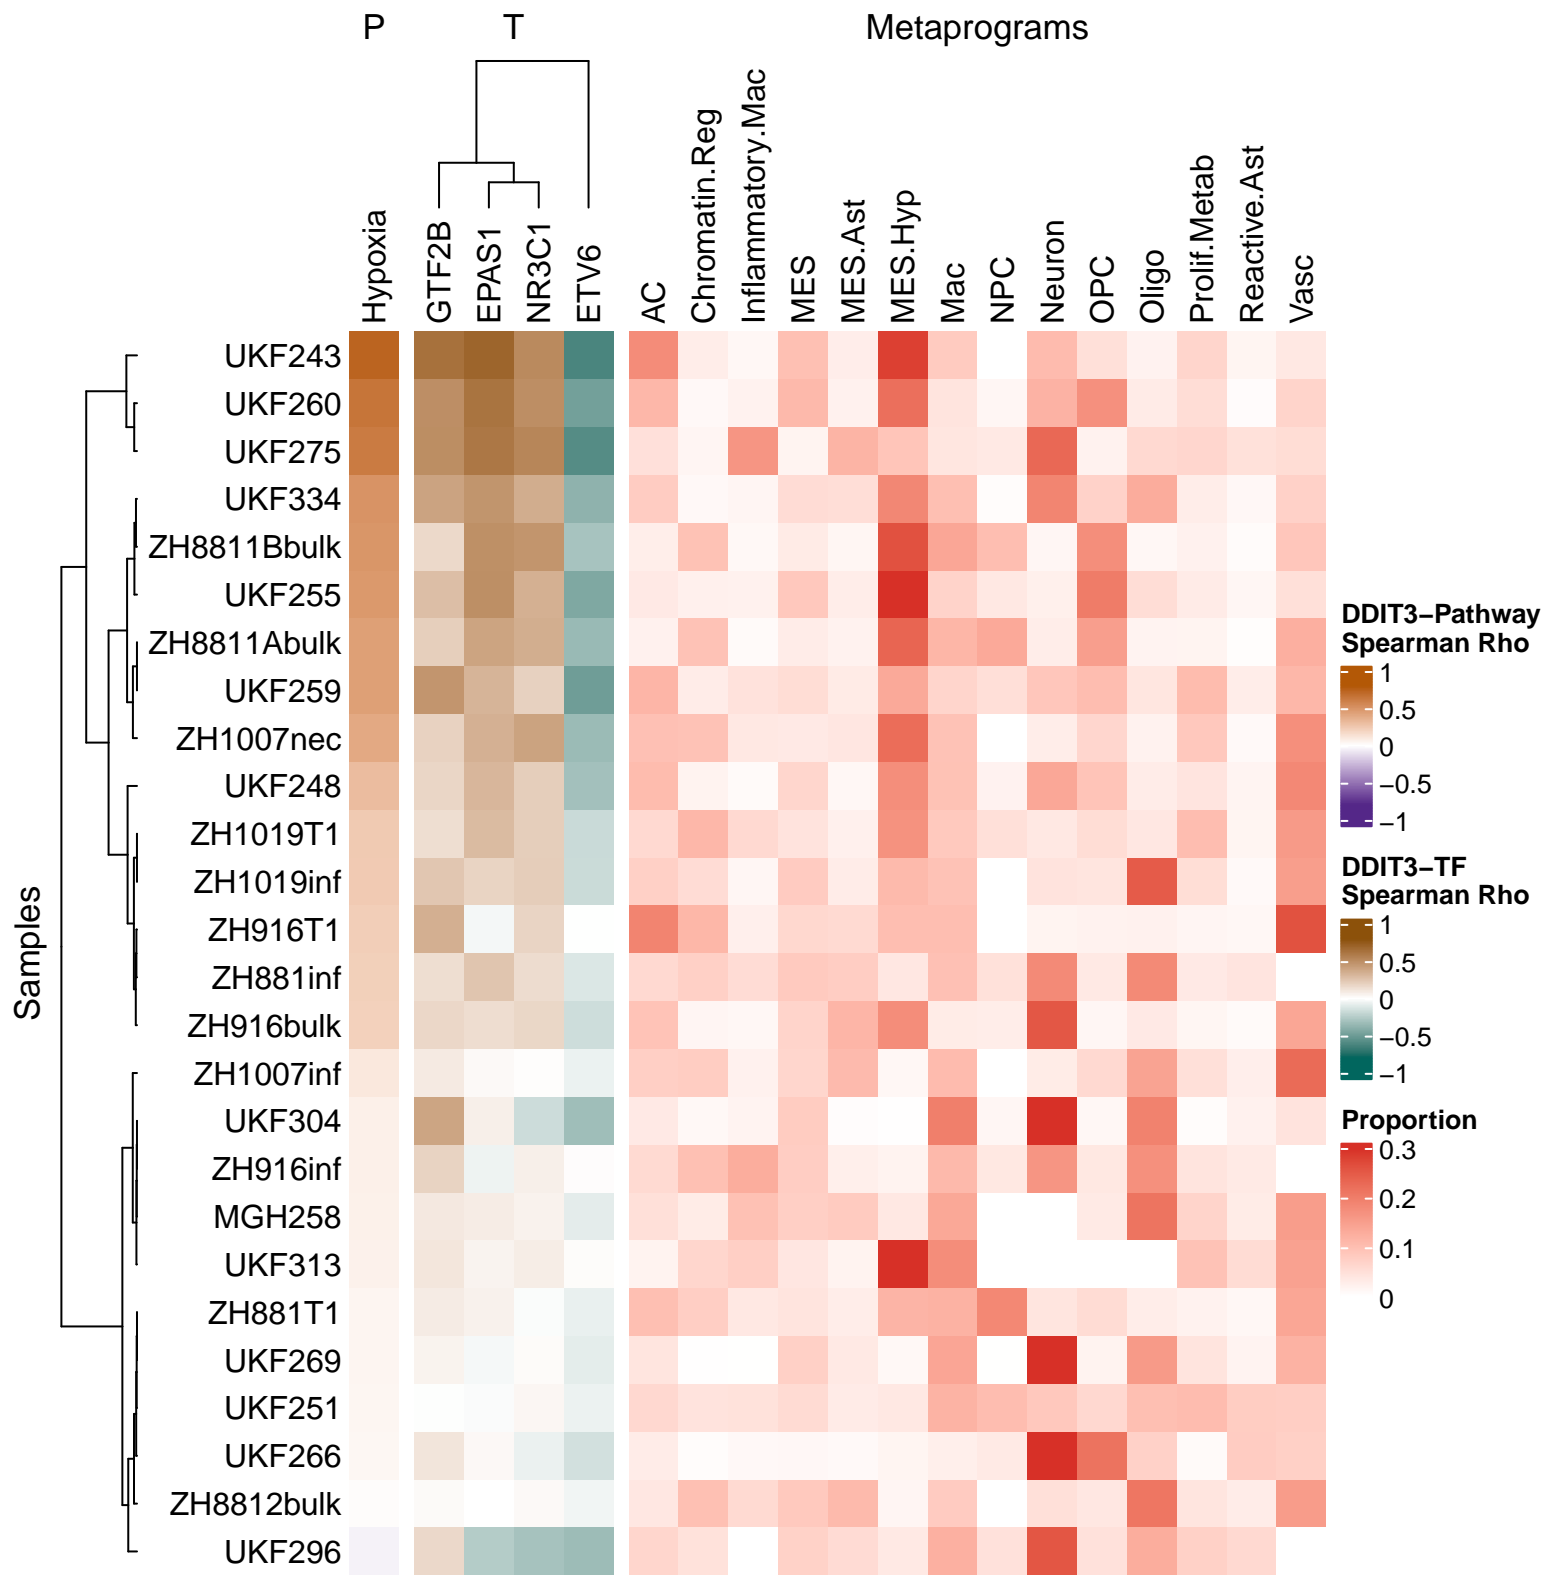 P
T
Metaprograms
Hypoxia
GTF2B
EPAS1
NR3C1
ETV6
AC
Chromatin.Reg
Inflammatory.Mac
MES
MES.Ast
MES.Hyp
Mac
NPC
Neuron
OPC
Oligo
Prolif.Metab
Reactive.Ast
Vasc
Samples
UKF243
UKF260
UKF275
UKF334
ZH8811Bbulk
UKF255
ZH8811Abulk
UKF259
ZH1007nec
UKF248
ZH1019T1
ZH1019inf
ZH916T1
ZH881inf
ZH916bulk
ZH1007inf
UKF304
ZH916inf
MGH258
UKF313
ZH881T1
UKF269
UKF251
UKF266
ZH8812bulk
UKF296
DDIT3−Pathway
Spearman Rho
1
0.5
0
−0.5
−1
DDIT3−TF
Spearman Rho
1
0.5
0
−0.5
−1
Proportion
0.3
0.2
0.1
0